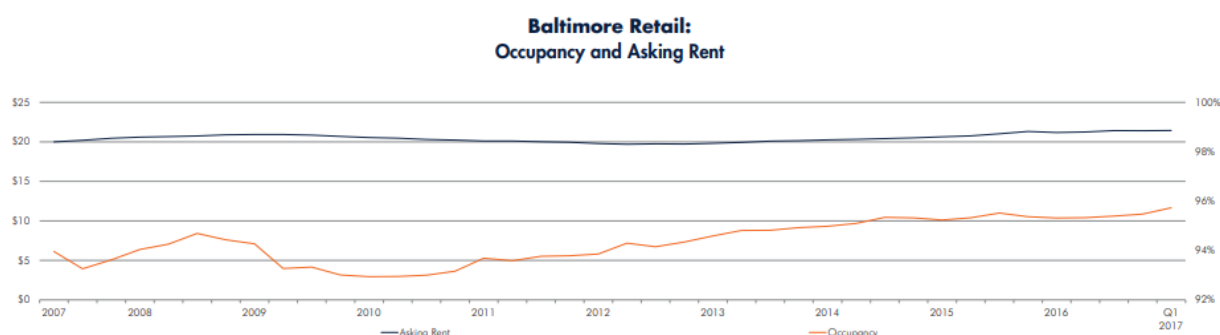 Baltimore Retail:
Occupancy and Asking Rent
$25 100%
$20 98%
$15
96%
$10
94%
$5
$0 92%
2007 2008 2009 2010 2011 2012 2013 2014 2015 2016 Q1
2017
Asking Rent Occupancy